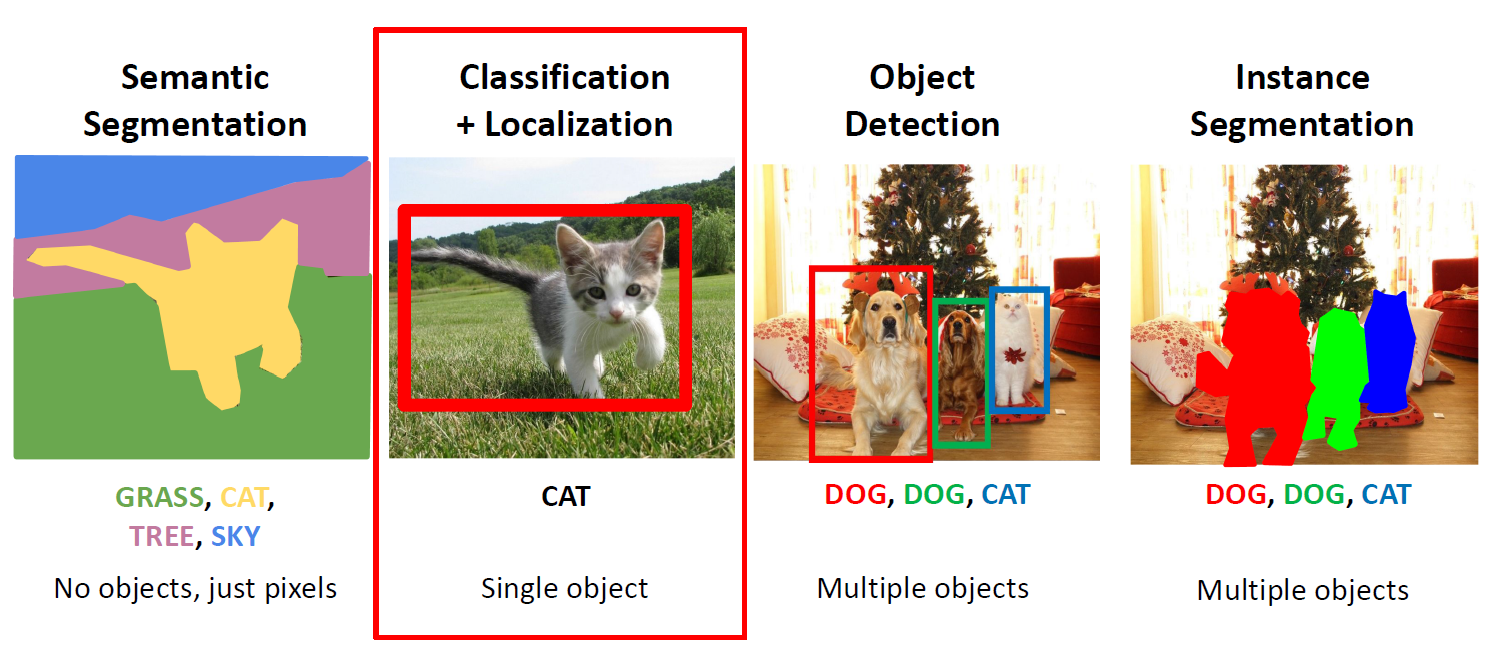 Semantic
Segmentation
GRASS, CAT,
TREE, SKY
No objects, just pixels
Classification
+ Localization
CAT
Single object
Object
Detection
DOG, DOG, CAT
Multiple objects
Instance
Segmentation
DOG, DOG, CAT
Multiple objects